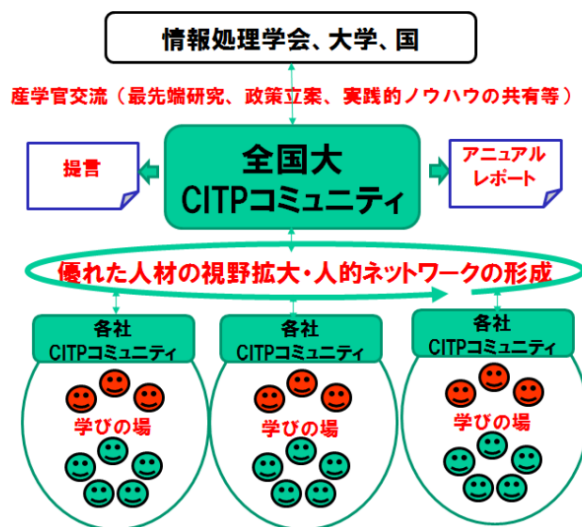 情報処理学会、大学、国
産学官交流（最先端研究、政策立案、実践的ノウハウの共有等）
提言
全国大
CITPコミュニティ
アニュアル
レポート
優れた人材の視野拡大・人的ネットワークの形成
各社
CITPコミュニティ
各社
CITPコミュニティ
各社
CITPコミュニティ
学びの場
学びの場
学びの場